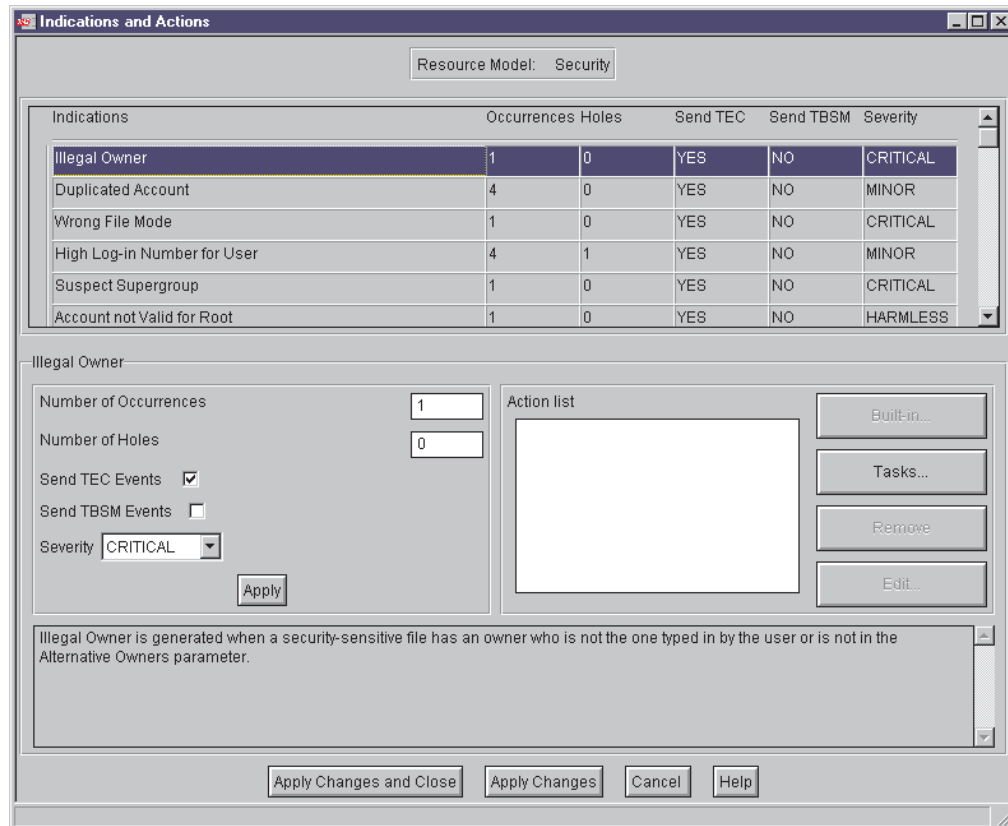 Indications and Actions
Resource Model: Security
Indications Occurrences Holes Send TEC Send TBSM Severity
Illegal Owner 1 0 YES NO CRITICAL
Duplicated Account 4 0 YES NO MINOR
Wrong File Mode 1 0 YES NO CRITICAL
High Log-in Number for User 4 1 YES NO MINOR
Suspect Supergroup 1 0 YES NO CRITICAL
Account not Valid for Root 1 0 YES NO HARMLESS
Illegal Owner
Number of Occurrences 1
Number of Holes 0
Send TEC Events
Send TBSM Events
Severity CRITICAL
Apply
Action list
Built-in...
Tasks...
Remove
Edit...
Illegal Owner is generated when a security-sensitive file has an owner who is not the one typed in by the user or is not in the
Alternative Owners parameter.
Apply Changes and Close Apply Changes Cancel Help